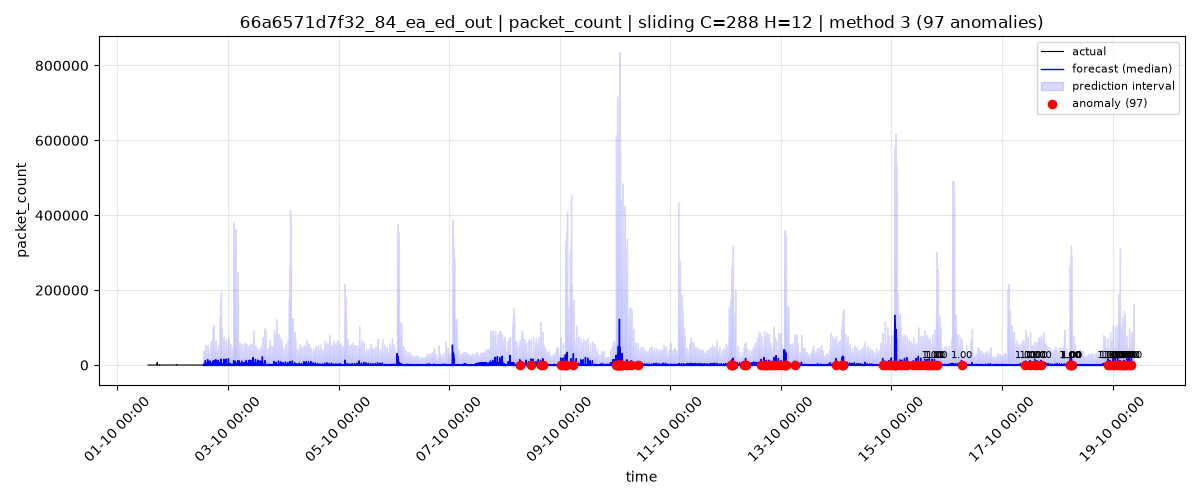 66a6571d7f32_84_ea_ed_out | packet_count | sliding C=288 H=12 | method 3 (97 anomalies)
actual
forecast (median)
prediction interval
anomaly (97)
packet_count
800000
600000
400000
200000
0
1.00
1.00
01-10 00:00
03-10 00:00
05-10 00:00
07-10 00:00
09-10 00:00
11-10 00:00
13-10 00:00
15-10 00:00
17-10 00:00
19-10 00:00
time